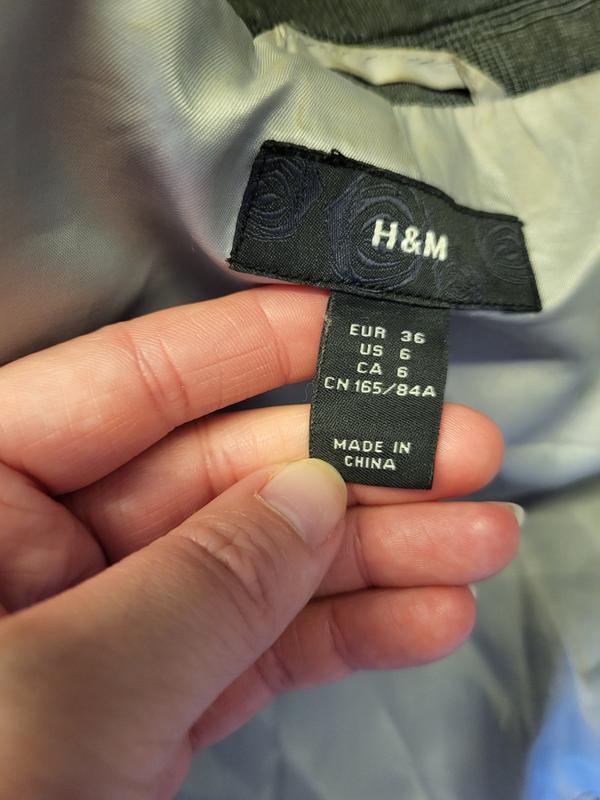 H&M
EUR 36
US 6
CA 6
CN 165/84A
MADE IN
CHINA